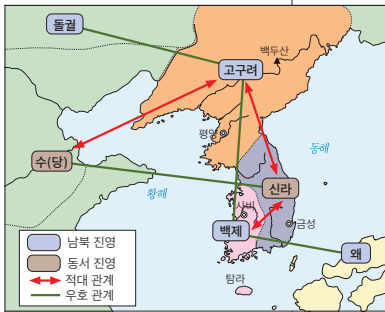 돌궐
백두산
고구려
평양
동해
수(당)
황해
신라
사비
금성
백제
왜
탐라
남북 진영
동서 진영
적대 관계
우호 관계